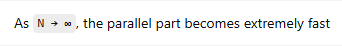 As N → ∞, the parallel part becomes extremely fast